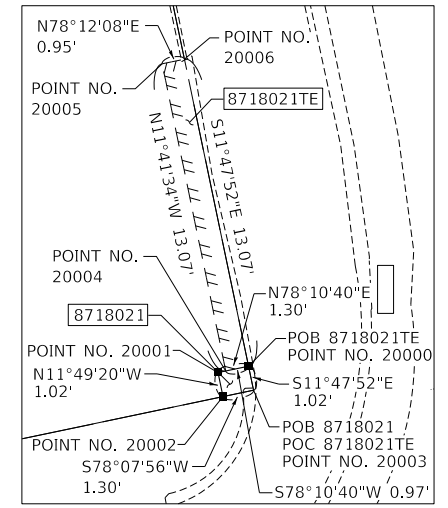 N78°12'08"E
0.95'
POINT NO.
20006
POINT NO.
20005
8718021TE
N11°41'34"W 13.07'
S11°47'52"E 13.07'
POINT NO.
20004
N78°10'40"E
1.30'
8718021
POB 8718021TE
POINT NO. 20000
POINT NO. 20001
N11°49'20"W
1.02'
S11°47'52"E
1.02'
POINT NO. 20002
S78°07'56"W
1.30'
POB 8718021
POC 8718021TE
POINT NO. 20003
S78°10'40"W 0.97'